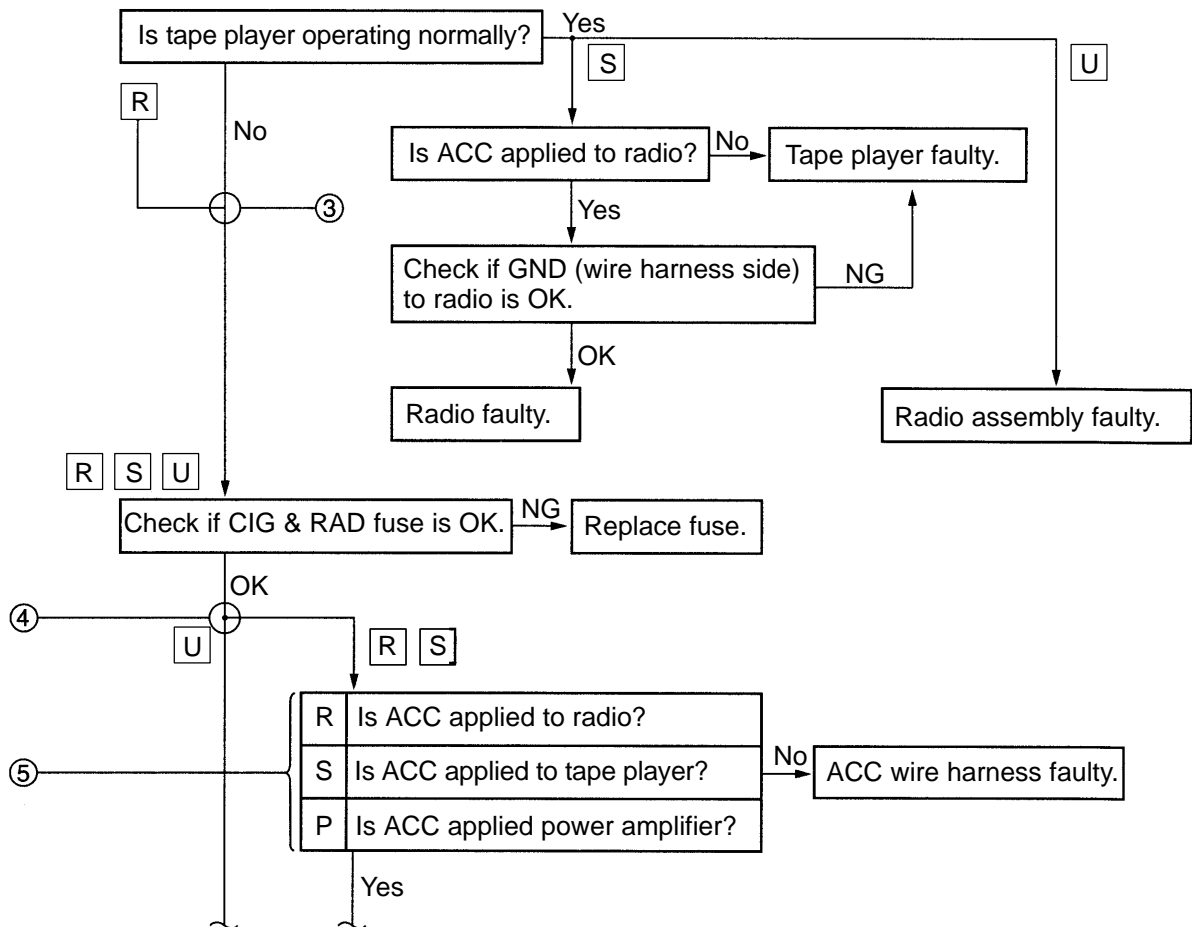 Is tape player operating normally?
Yes
S
U
R
No
Is ACC applied to radio?
No
Tape player faulty.
③
Yes
Check if GND (wire harness side)
to radio is OK.
NG
OK
Radio faulty.
Radio assembly faulty.
R S U
Check if CIG & RAD fuse is OK.
NG
Replace fuse.
OK
④
U
R S
R Is ACC applied to radio?
⑤
S Is ACC applied to tape player?
No
ACC wire harness faulty.
P Is ACC applied power amplifier?
Yes